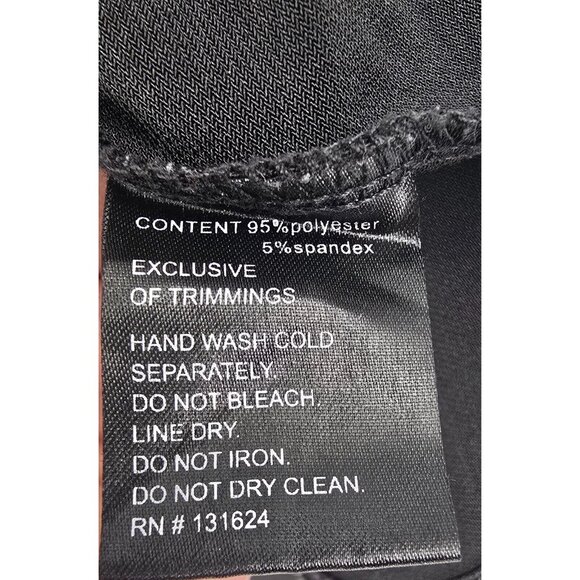 CONTENT 95%polyester
5%spandex
EXCLUSIVE
OF TRIMMINGS
HAND WASH COLD
SEPARATELY.
DO NOT BLEACH.
LINE DRY.
DO NOT IRON.
DO NOT DRY CLEAN.
RN # 131624